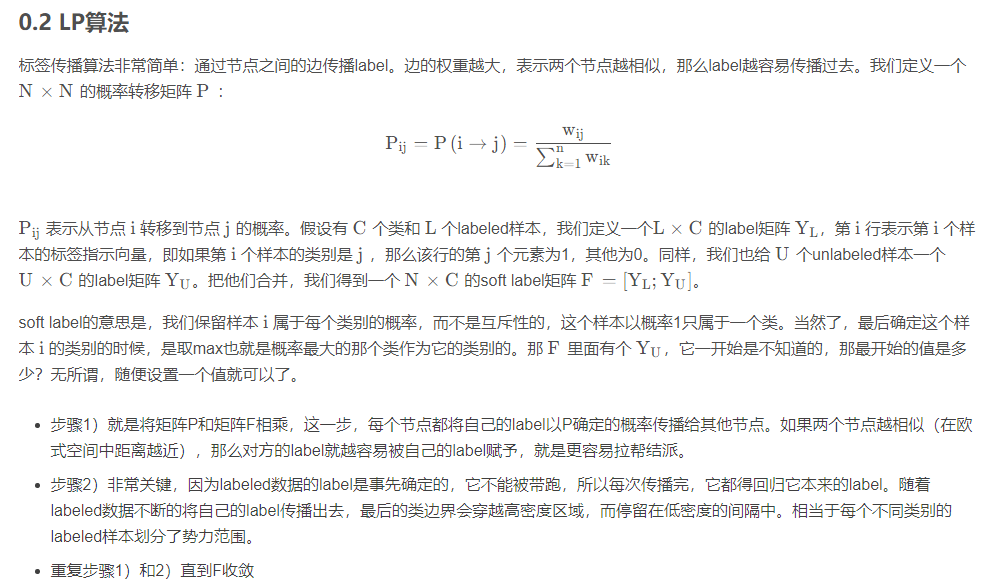 0.2 LP算法
标签传播算法非常简单：通过节点之间的边传播label。边的权重越大，表示两个节点越相似，那么label越容易传播过去。我们定义一个
N × N 的概率转移矩阵 P ：
P_ij = P (i → j) = w_ij / ∑_{k=1}^{n} w_ik
P_ij 表示从节点 i 转移到节点 j 的概率。假设有 C 个类和 L 个labeled样本，我们定义一个L × C 的label矩阵 Y_L，第 i 行表示第 i 个样
本的标签指示向量，即如果第 i 个样本的类别是 j ，那么该行的第 j 个元素为1，其他为0。同样，我们也给 U 个unlabeled样本一个
U × C 的label矩阵 Y_U。把他们合并，我们得到一个 N × C 的soft label矩阵 F = [Y_L; Y_U]。
soft label的意思是，我们保留样本 i 属于每个类别的概率，而不是互斥性的，这个样本以概率1只属于一个类。当然了，最后确定这个样
本 i 的类别的时候，是取max也就是概率最大的那个类作为它的类别的。那 F 里面有个 Y_U，它一开始是不知道的，那最开始的值是多
少？无所谓，随便设置一个值就可以了。
• 步骤1）就是将矩阵P和矩阵F相乘，这一步，每个节点都将自己的label以P确定的概率传播给其他节点。如果两个节点越相似（在欧
式空间中距离越近），那么对方的label就越容易被自己的label赋予，就是更容易拉帮结派。
• 步骤2）非常关键，因为labeled数据的label是事先确定的，它不能被带跑，所以每次传播完，它都得回归它本来的label。随着
labeled数据不断的将自己的label传播出去，最后的类边界会穿越高密度区域，而停留在低密度的间隔中。相当于每个不同类别的
labeled样本划分了势力范围。
• 重复步骤1）和2）直到F收敛